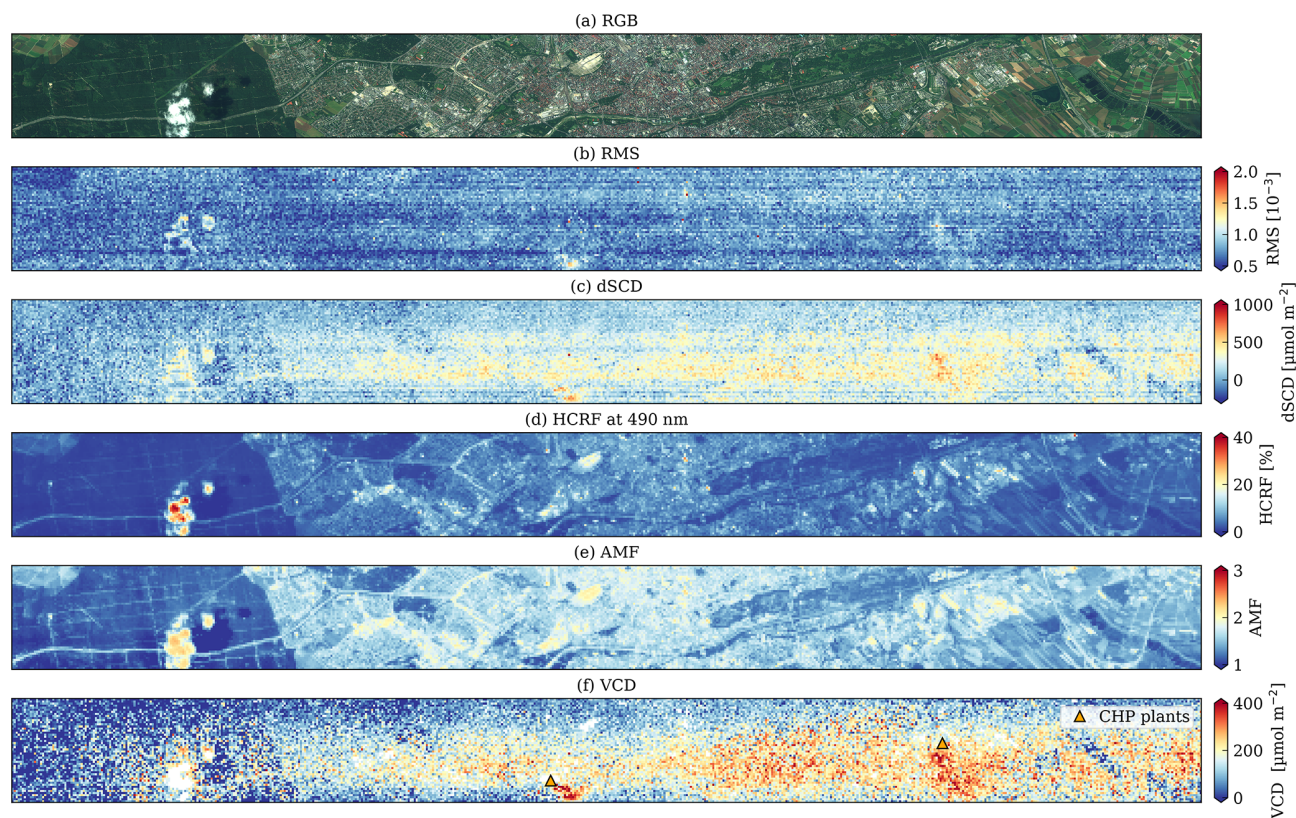 (a) RGB
(b) RMS
2.0
1.5
1.0
0.5
RMS [10⁻³]
(c) dSCD
1000
500
0
dSCD [µmol m⁻²]
(d) HCRF at 490 nm
40
20
0
HCRF [%]
(e) AMF
3
2
1
AMF
(f) VCD
CHP plants
400
200
0
VCD [µmol m⁻²]